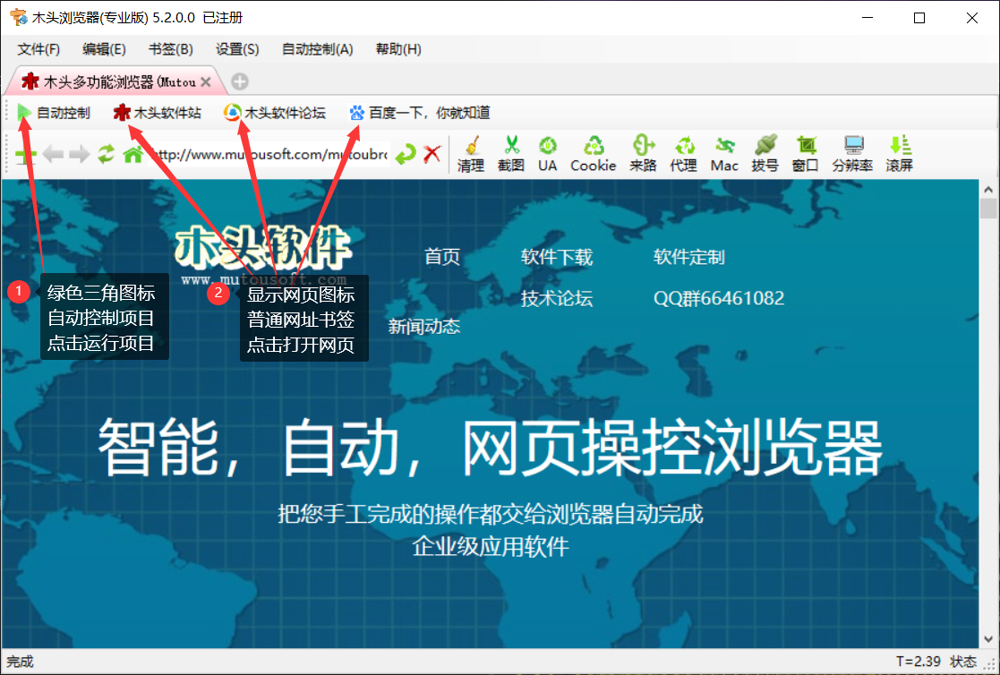 木头浏览器(专业版) 5.2.0.0 已注册
文件(F) 编辑(E) 书签(B) 设置(S) 自动控制(A) 帮助(H)
木头多功能浏览器 (Mutou
自动控制 木头软件站 木头软件论坛 百度一下，你就知道
http://www.mutousoft.com/mutoubro 清理 截图 UA Cookie 来路 代理 Mac 拔号 窗口 分辨率 滚屏
木头软件
www.mutousoft.com
首页 软件下载 软件定制
技术论坛 QQ群66461082
新闻动态
1
绿色三角图标
自动控制项目
点击运行项目
2
显示网页图标
普通网址书签
点击打开网页
智能，自动，网页操控浏览器
把您手工完成的操作都交给浏览器自动完成
企业级应用软件
完成 T=2.39 状态